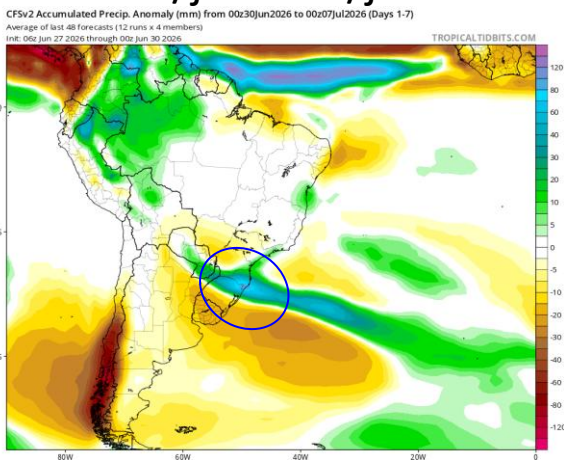 CFSv2 Accumulated Precip. Anomaly (mm) from 00z30Jun2026 to 00z07Jul2026 (Days 1-7)
Average of last 48 forecasts (12 runs x 4 members)
Init: 06z Jun 27 2026 through 00z Jun 30 2026
TROPICALTIDBITS.COM
120
80
60
50
40
30
20
10
5
0
-5
-10
-20
-30
-40
-60
-80
-120
80W
60W
40W
20W
0